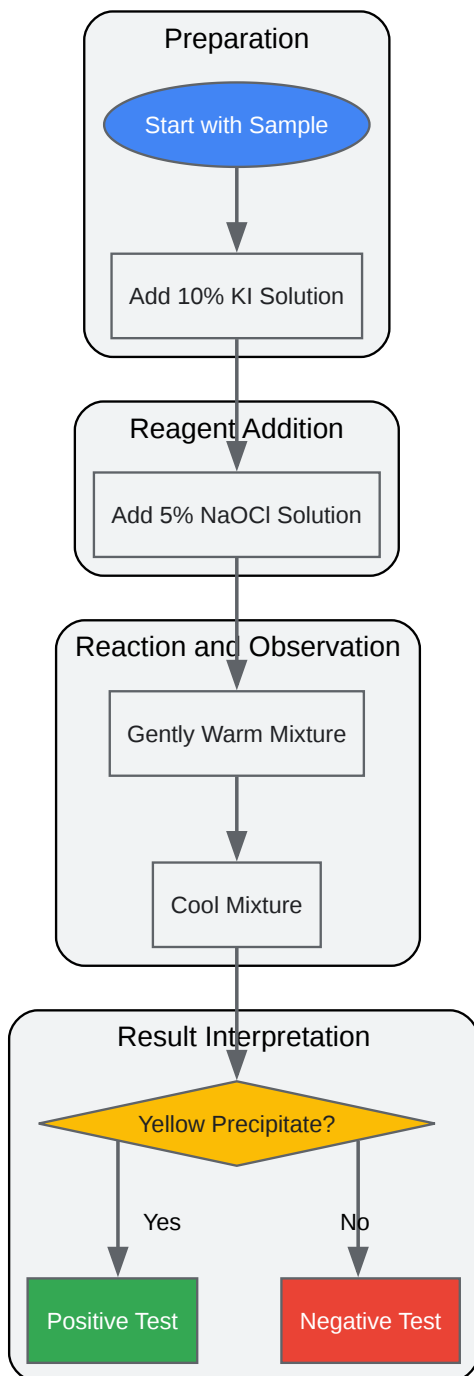 Preparation
Start with Sample
Add 10% KI Solution
Reagent Addition
Add 5% NaOCl Solution
Reaction and Observation
Gently Warm Mixture
Cool Mixture
Result Interpretation
Yellow Precipitate?
Yes
No
Positive Test
Negative Test